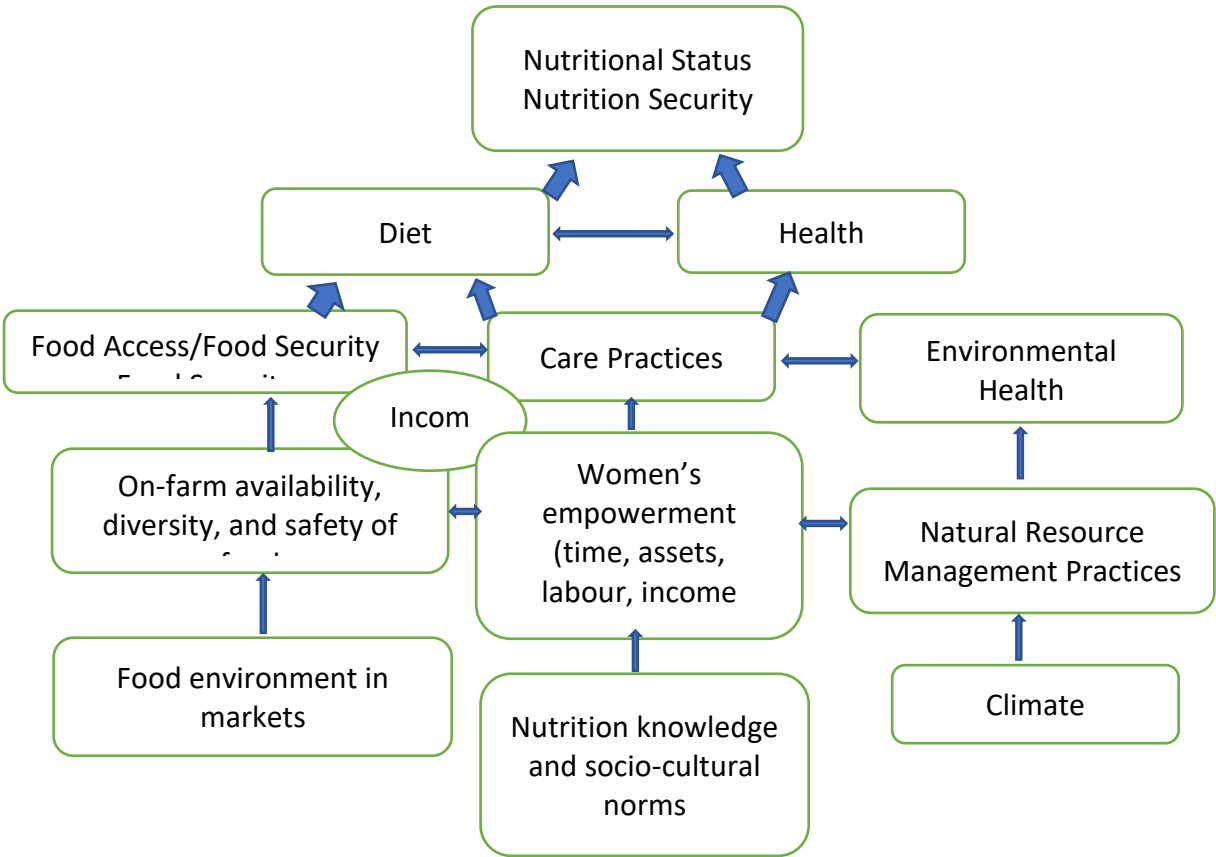 Nutritional Status
Nutrition Security
Diet
Health
Food Access/Food Security
Food Security
Care Practices
Environmental
Health
Incom
On-farm availability,
diversity, and safety of
Women’s
empowerment
(time, assets,
labour, income
Natural Resource
Management Practices
Food environment in
markets
Nutrition knowledge
and socio-cultural
norms
Climate